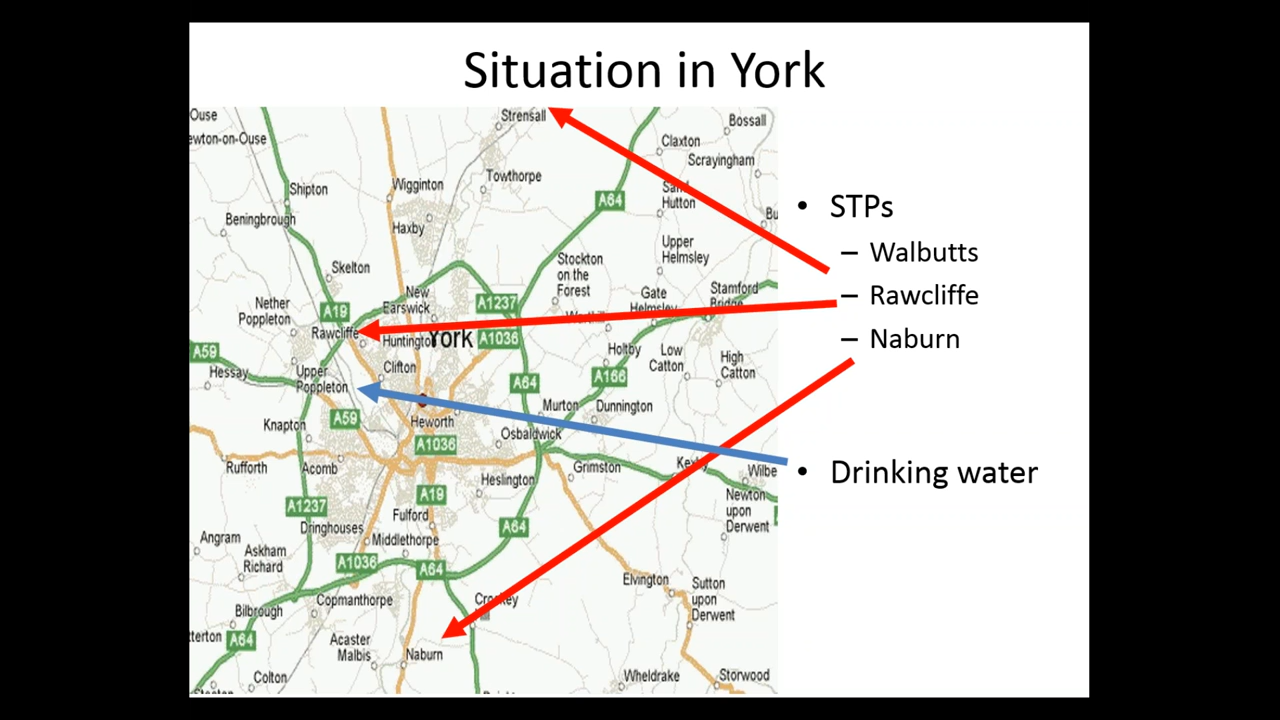 Situation in York
Ouse
ewton-on-Ouse
Strensall
Bossall
Claxton
Scrayingham
Shipton
Wigginton
Towthorpe
A64
Sand
Hutton
Bu
Beningbrough
Haxby
Upper
Helmsley
Skelton
Stockton
on the
Forest
Nether
Poppleton
A19
New
Earswick
A1237
Gate
Helmsley
Stamford
Bridge
Rawcliffe
Huntington
York
A1036
Holtby
Low
Catton
High
Catton
A59
Hessay
Upper
Poppleton
Clifton
A64
A166
Murton
Dunnington
Knapton
A59
Heworth
Osbaldwick
A1036
Rufforth
Acomb
Grimston
Kexby
Wilbe
Heslington
A19
Newton
upon
Derwent
A1237
Fulford
A64
Dringhouses
Angram
Askham
Richard
Middlethorpe
A1036
A64
Elvington
Sutton
upon
Derwent
Bilbrough
Copmanthorpe
tterton
A64
Acaster
Malbis
Naburn
Colton
Wheldrake
Storwood
• STPs
– Walbutts
– Rawcliffe
– Naburn
• Drinking water